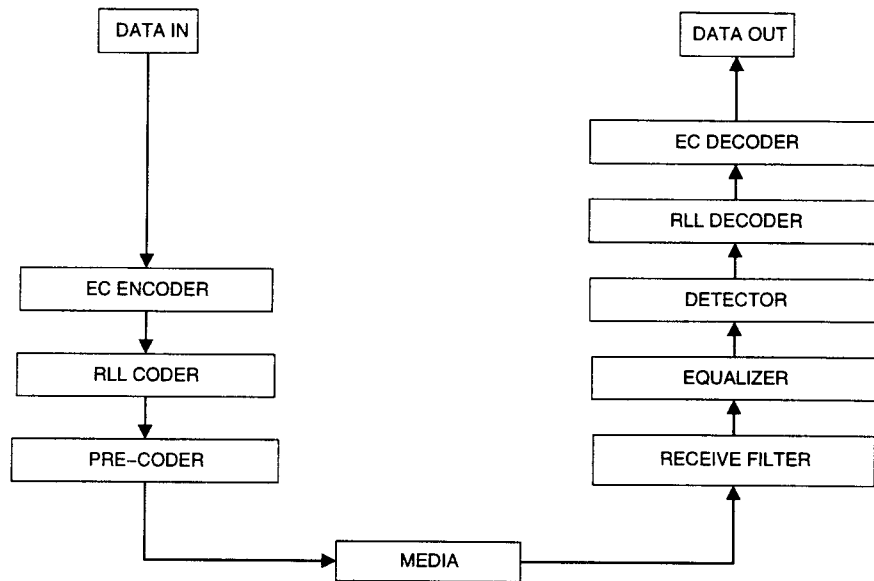 DATA IN
EC ENCODER
RLL CODER
PRE-CODER
MEDIA
RECEIVE FILTER
EQUALIZER
DETECTOR
RLL DECODER
EC DECODER
DATA OUT